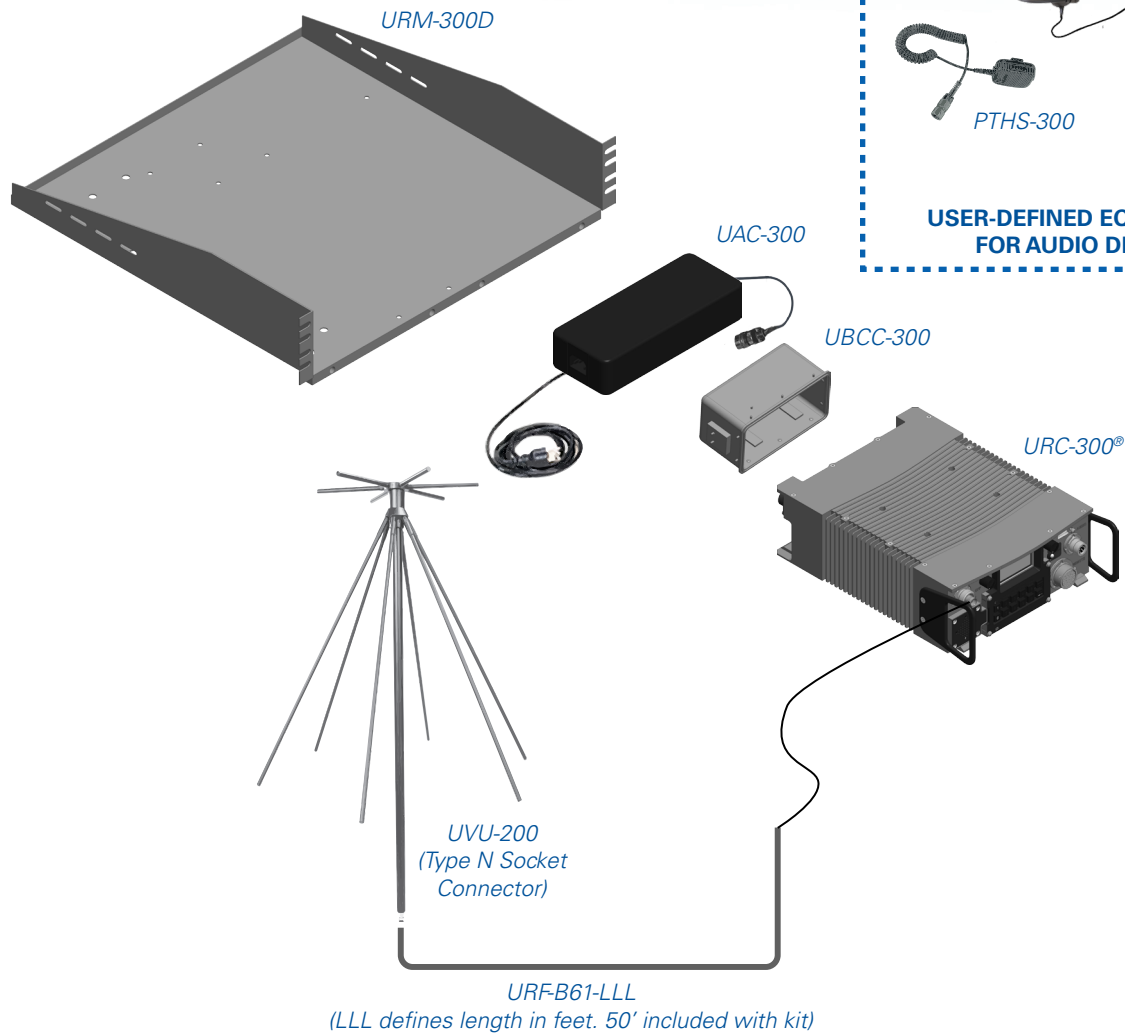 URM-300D
PTHS-300
USER-DEFINED
FOR AUDIO
UAC-300
UBCC-300
URC-300®
UVU-200
(Type N Socket
Connector)
URF-B61-LLL
(LLL defines length in feet. 50' included with kit)